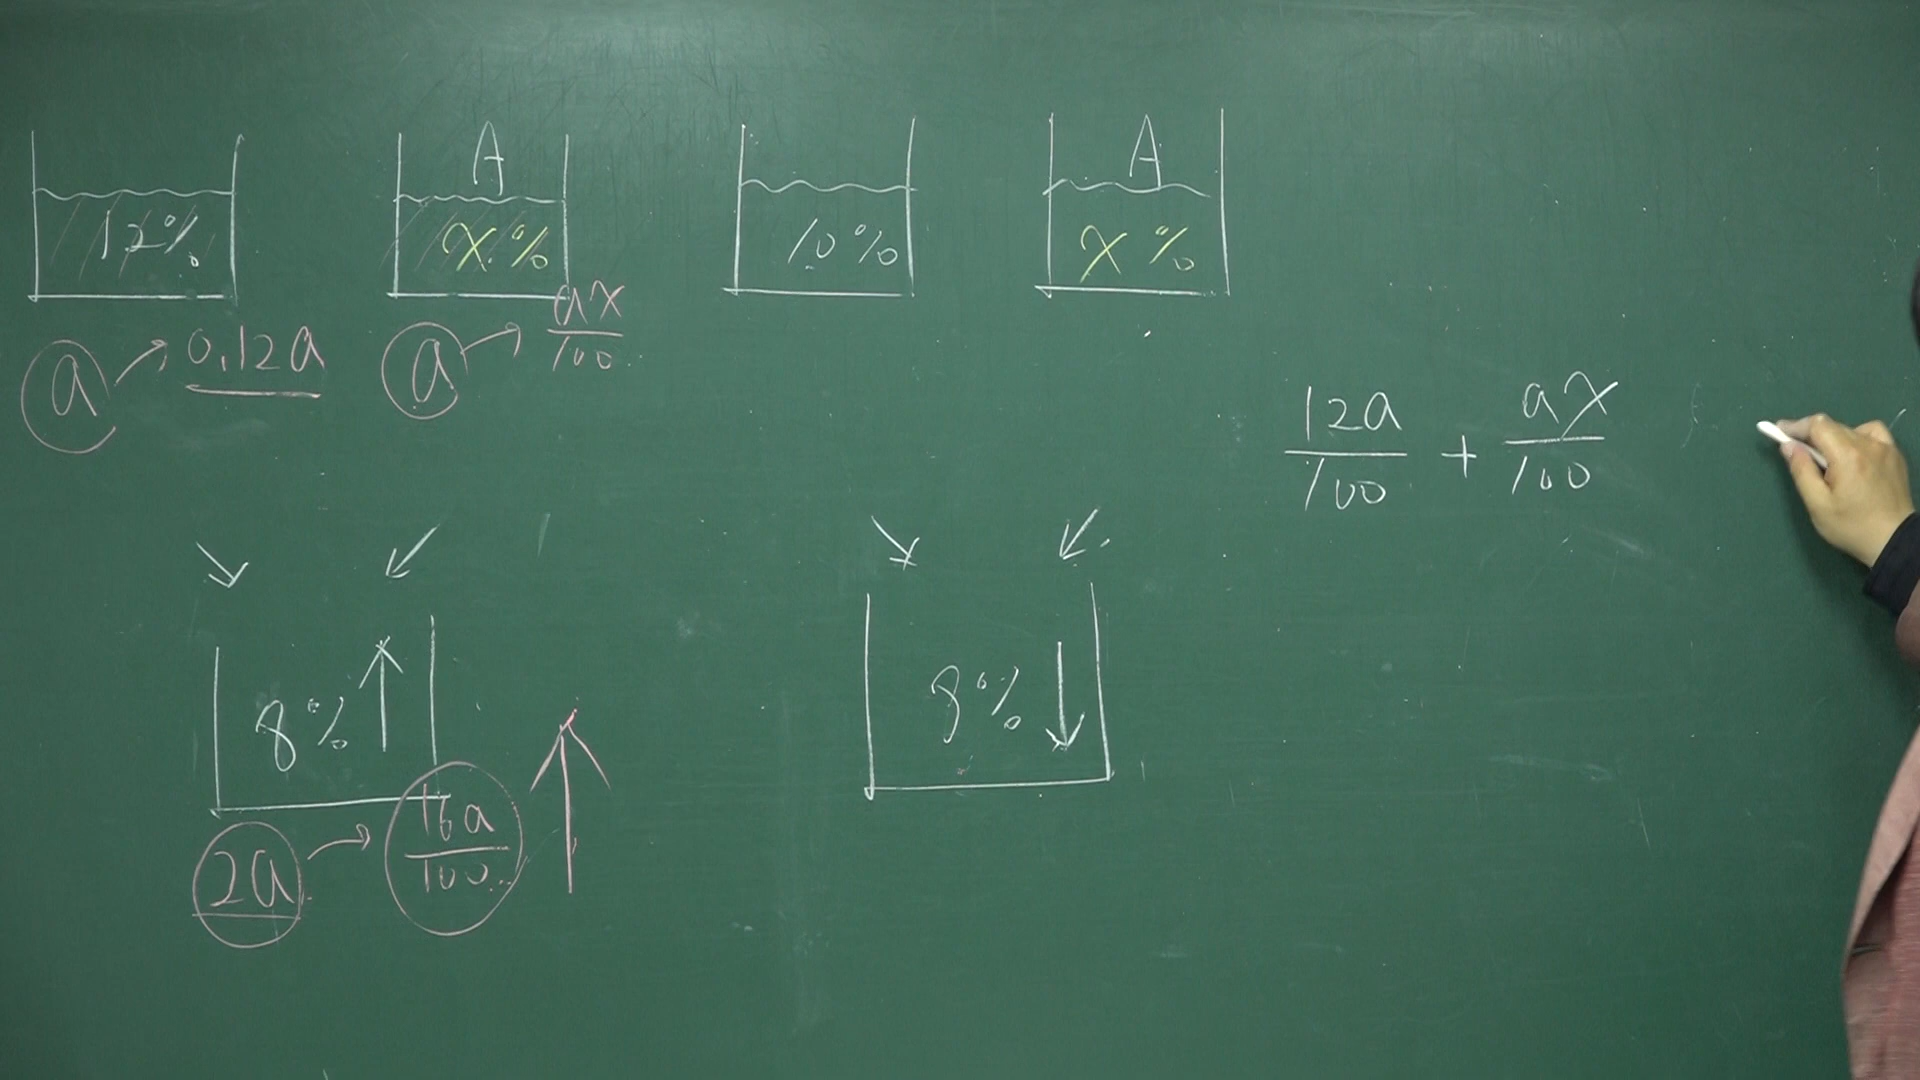 A A
12% x% 10% x%
a → 0.12a a → ax/100
12a/100 + ax/100
8% ↑ 8% ↓
2a → 16a/100 ↑